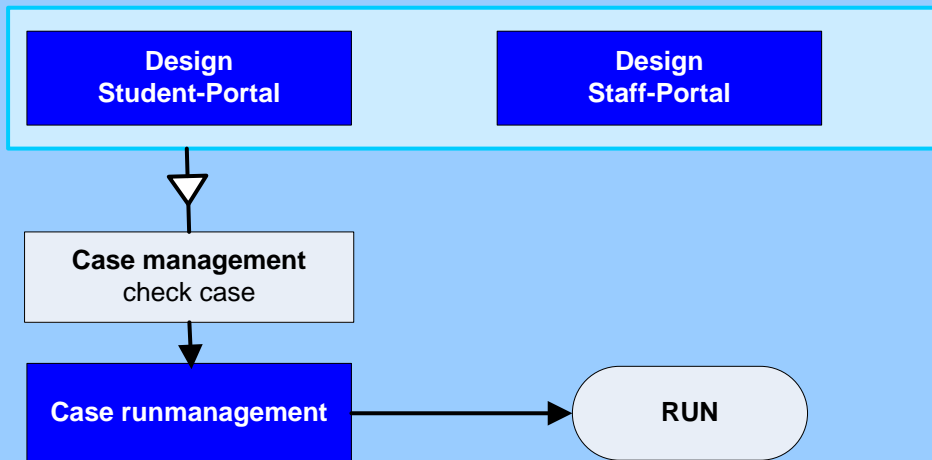 Design
Student-Portal
Design
Staff-Portal
Case management
check case
Case runmanagement
RUN